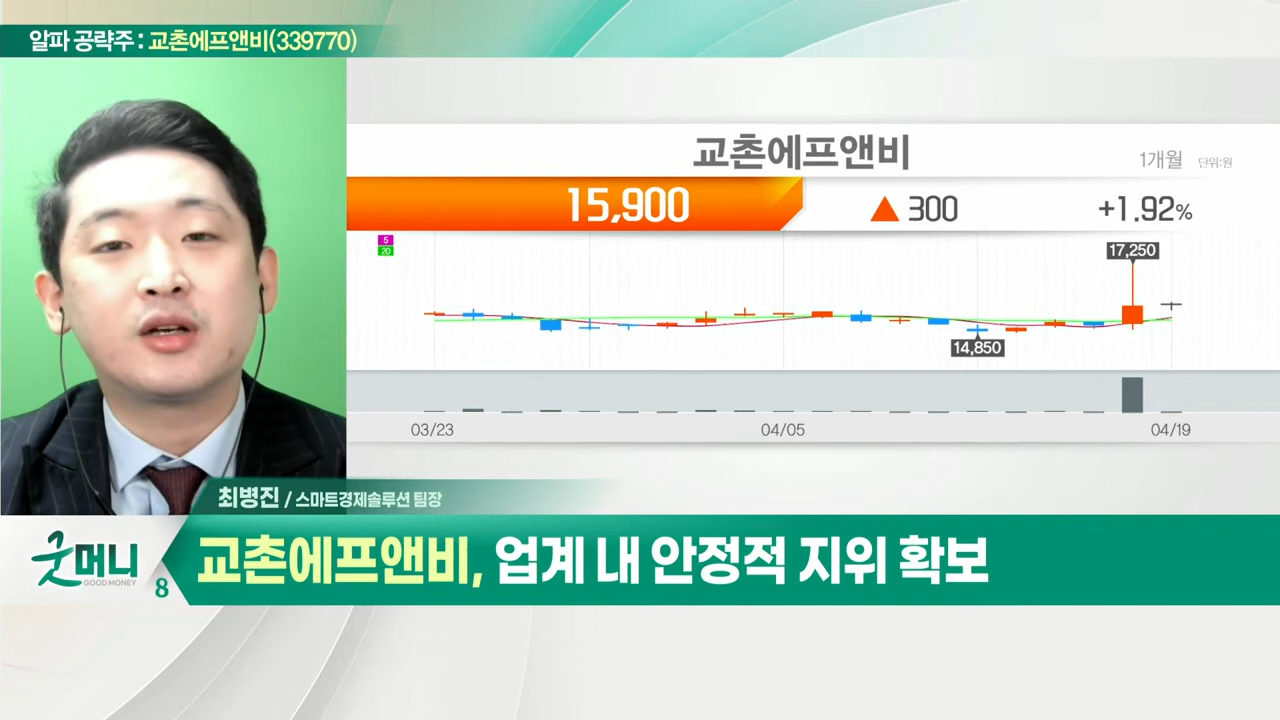 알파 공략주 : 교촌에프앤비(339770)
교촌에프앤비
1개월 단위:원
15,900 ▲ 300 +1.92%
5
20
17,250
14,850
03/23 04/05 04/19
최병진 / 스마트경제솔루션 팀장
굿머니
GOOD MONEY
8
교촌에프앤비, 업계 내 안정적 지위 확보